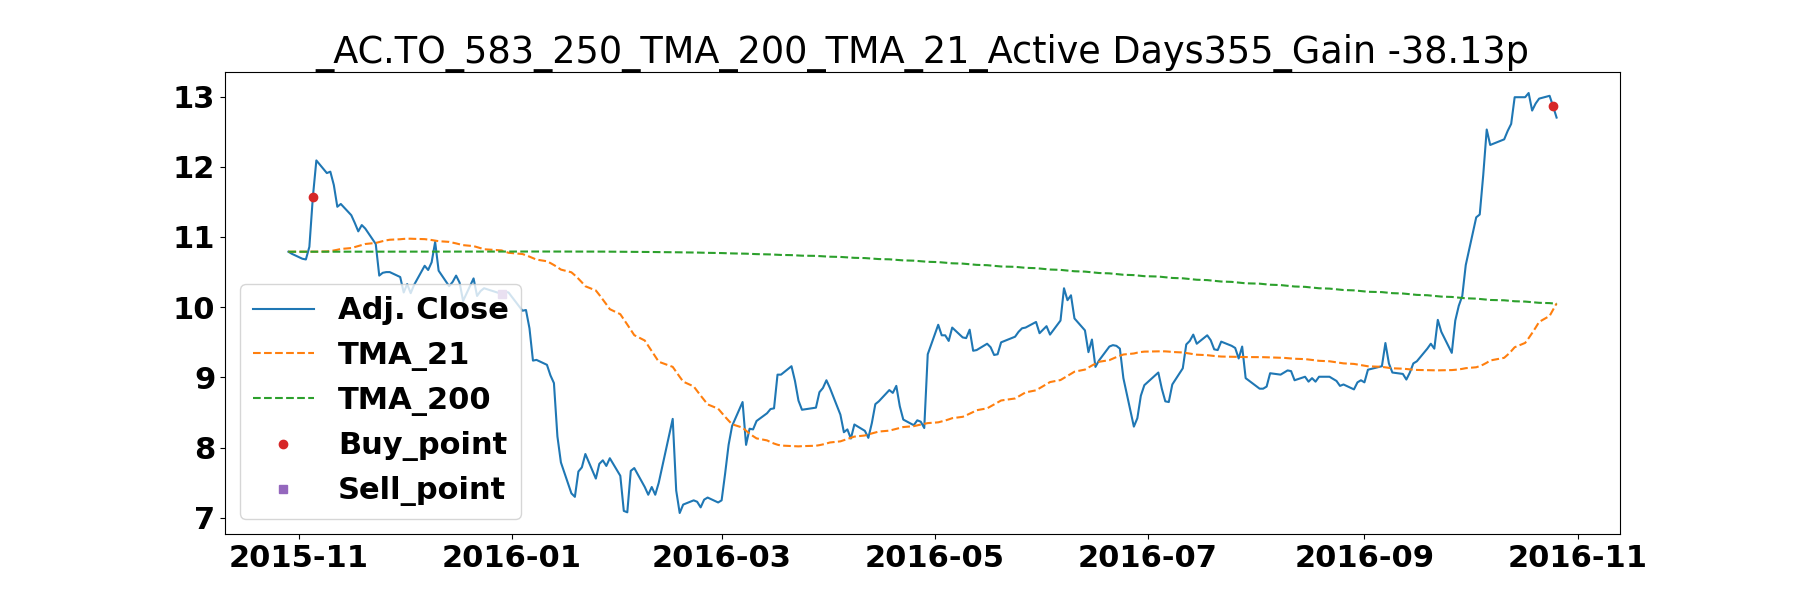 _AC.TO_583_250_TMA_200_TMA_21_Active Days355_Gain -38.13p
13
12
11
10
9
8
7
Adj. Close
TMA_21
TMA_200
Buy_point
Sell_point
2015-11 2016-01 2016-03 2016-05 2016-07 2016-09 2016-11